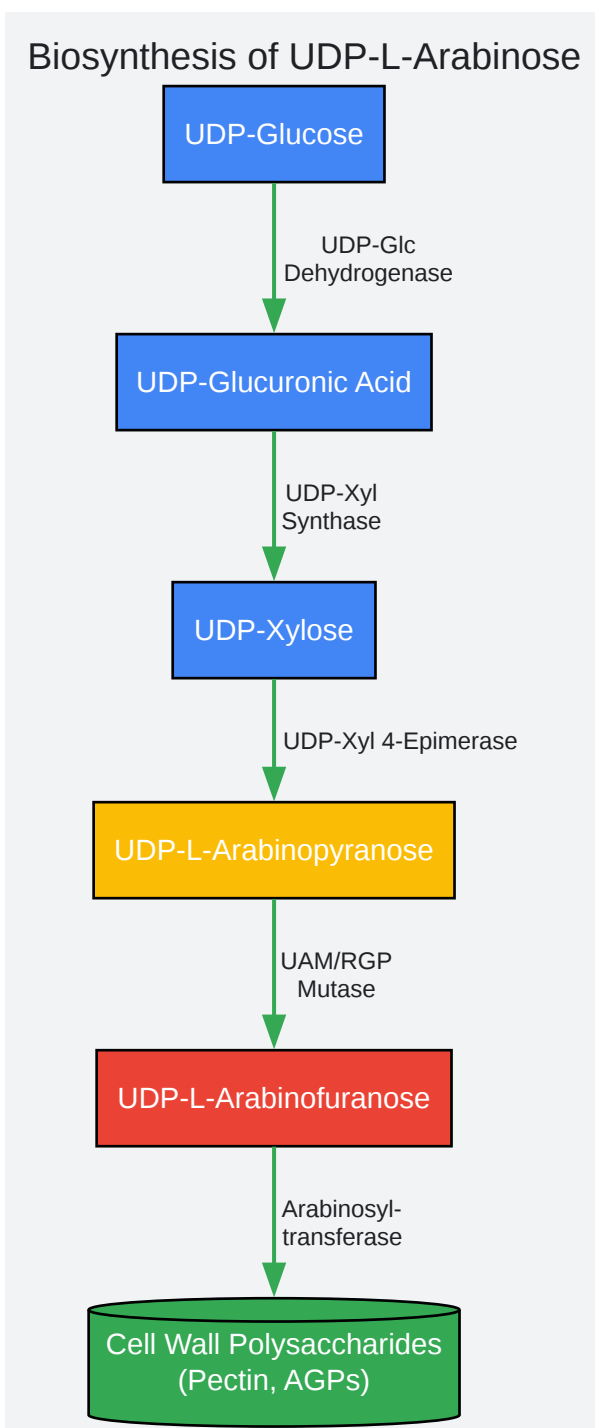 Biosynthesis of UDP-L-Arabinose
UDP-Glucose
UDP-Glc
Dehydrogenase
UDP-Glucuronic Acid
UDP-Xyl
Synthase
UDP-Xylose
UDP-Xyl 4-Epimerase
UDP-L-Arabinopyranose
UAM/RGP
Mutase
UDP-L-Arabinofuranose
Arabinosyl-
transferase
Cell Wall Polysaccharides
(Pectin, AGPs)